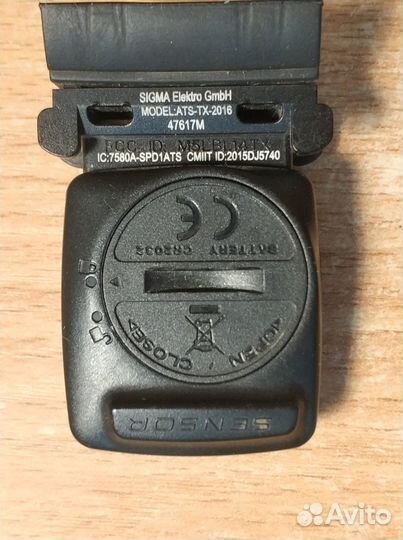 SIGMA Elektro GmbH
MODEL:ATS-TX-2016
47617M
FCC ID: M5LBL14ATS
IC:7580A-SPD1ATS CMIIT ID:2015DJ5740
CE
BATTERY CR2032
OPEN
CLOSE
SENSOR
Avito